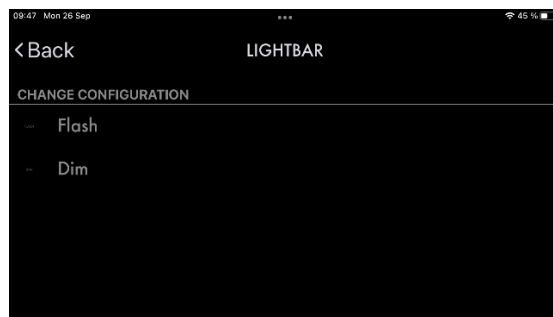 09:47 Mon 26 Sep
45 %
Back
LIGHTBAR
CHANGE CONFIGURATION
Flash
Dim